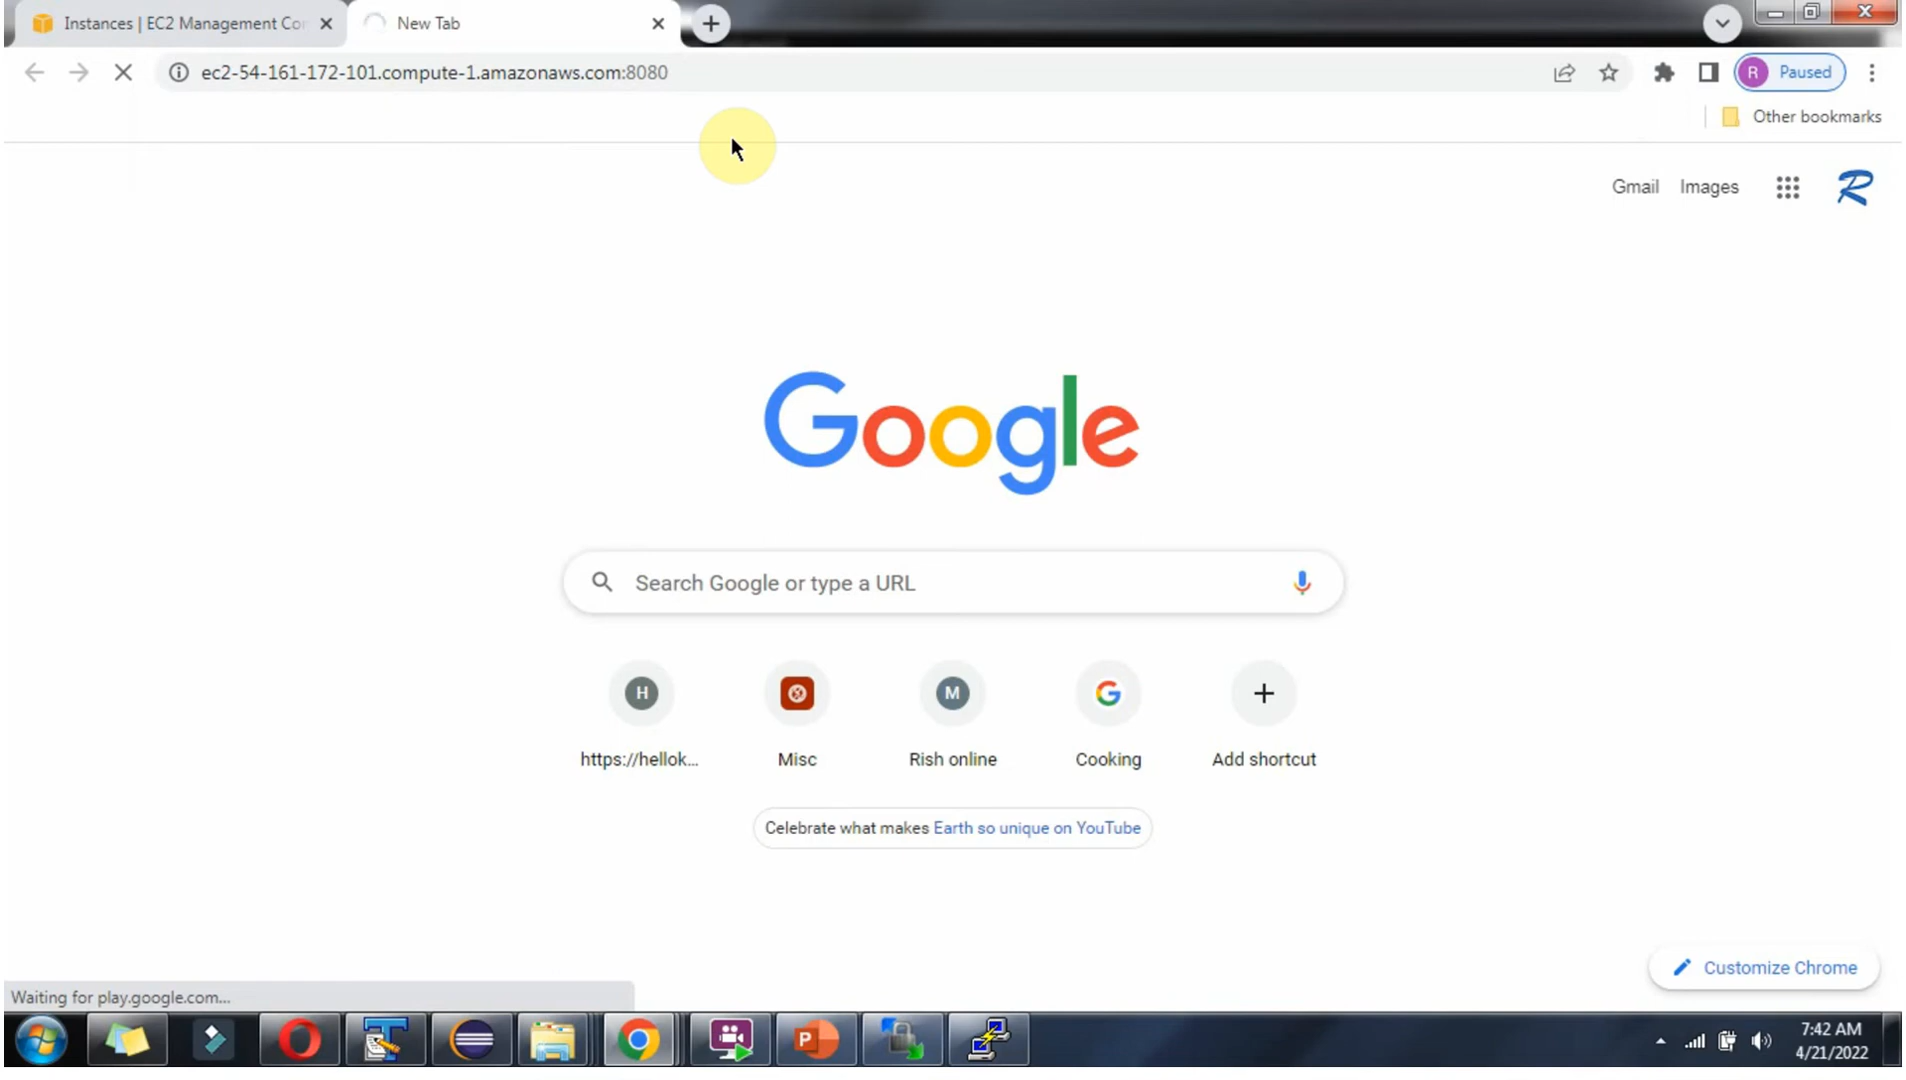 Instances | EC2 Management Cor
New Tab
ec2-54-161-172-101.compute-1.amazonaws.com:8080
R
Paused
Other bookmarks
Gmail
Images
R
Google
Search Google or type a URL
H
M
G
https://hellok...
Misc
Rish online
Cooking
Add shortcut
Celebrate what makes Earth so unique on YouTube
Customize Chrome
Waiting for play.google.com...
P
7:42 AM
4/21/2022